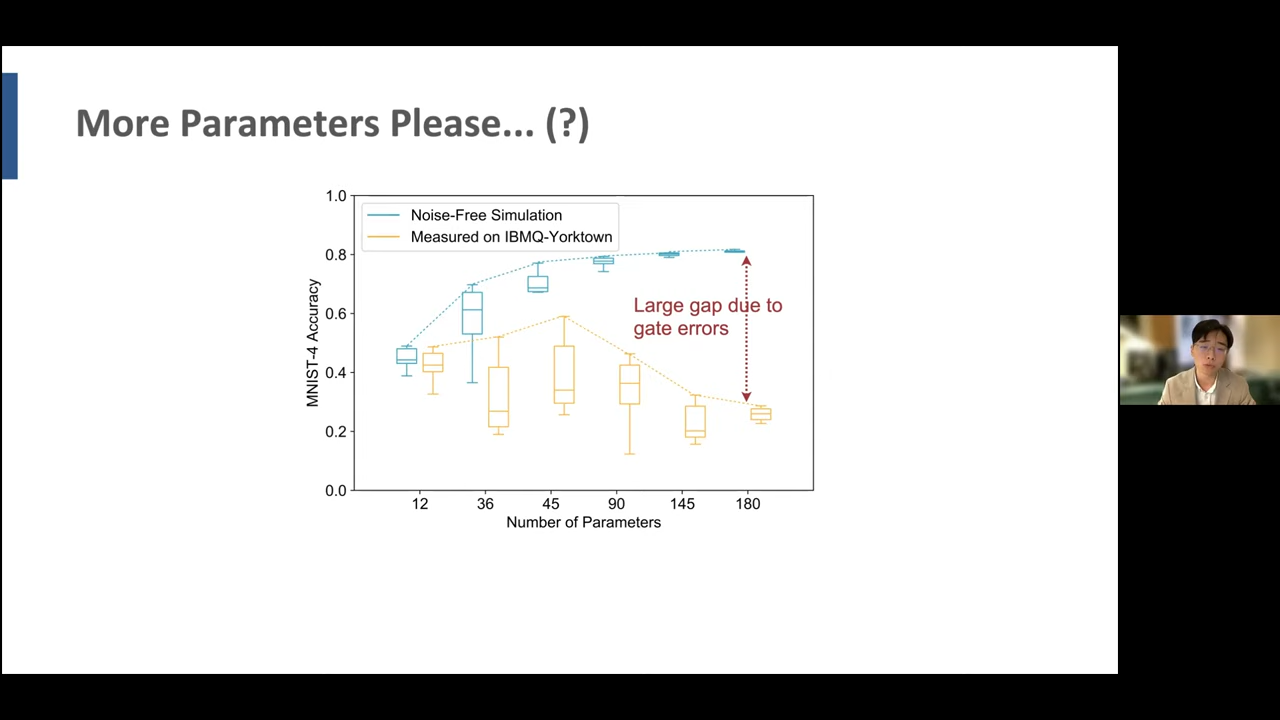 More Parameters Please... (?)
1.0
0.8
0.6
0.4
0.2
0.0
MNIST-4 Accuracy
Noise-Free Simulation
Measured on IBMQ-Yorktown
Large gap due to
gate errors
12 36 45 90 145 180
Number of Parameters